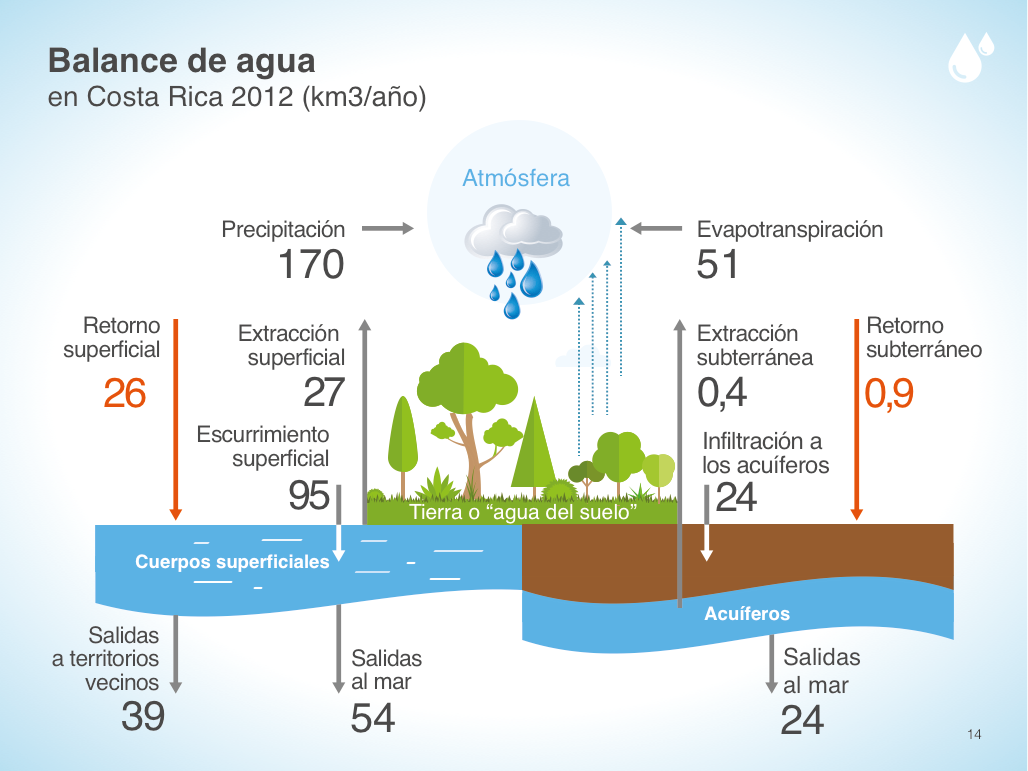 Balance de agua
en Costa Rica 2012 (km3/año)
Atmósfera
Precipitación
170
Evapotranspiración
51
Retorno
superficial
26
Extracción
superficial
27
Extracción
subterránea
0,4
Retorno
subterráneo
0,9
Escurrimiento
superficial
95
Infiltración a
los acuíferos
24
Tierra o “agua del suelo”
Cuerpos superficiales
Acuíferos
Salidas
a territorios
vecinos
39
Salidas
al mar
54
Salidas
al mar
24
14